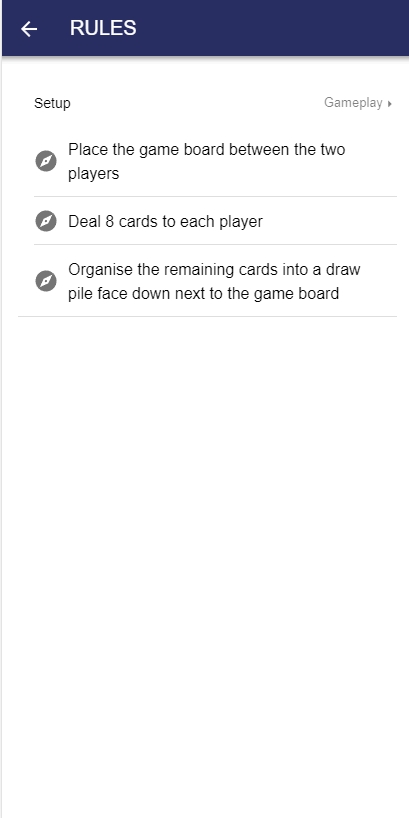 RULES
Setup
Gameplay
Place the game board between the two
players
Deal 8 cards to each player
Organise the remaining cards into a draw
pile face down next to the game board